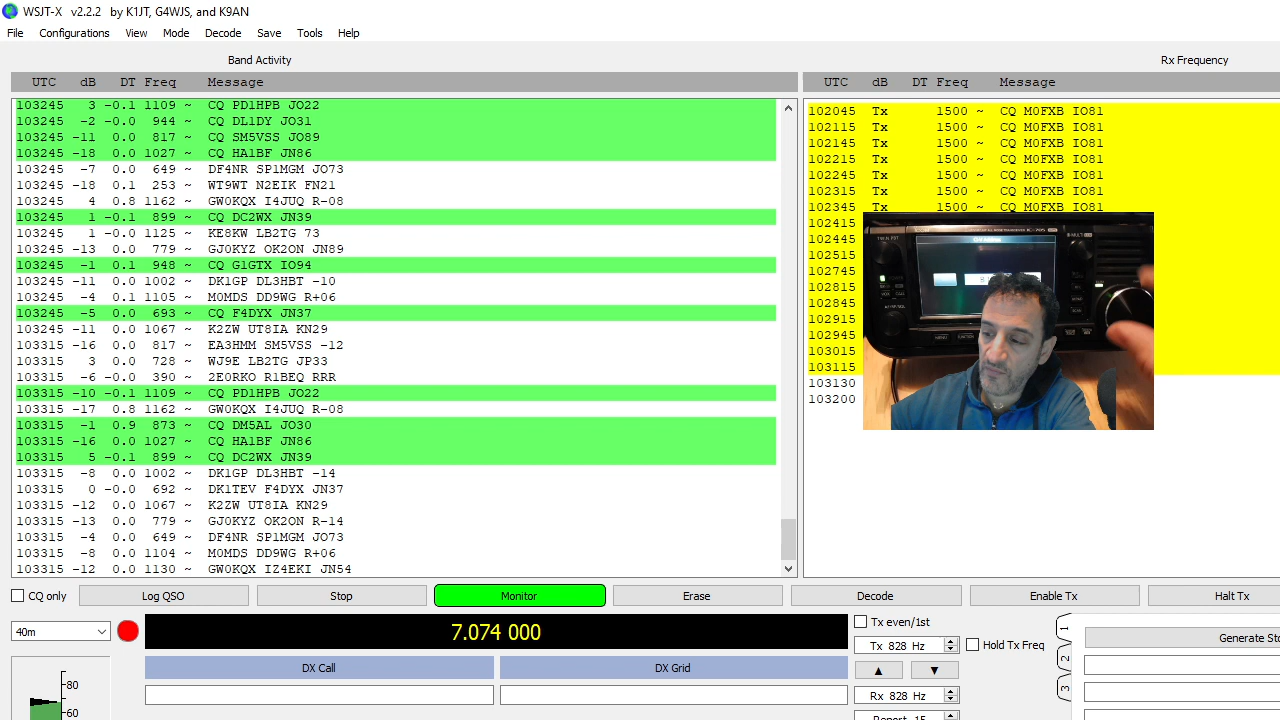 WSJT-X v2.2.2 by K1JT, G4WJS, and K9AN
File Configurations View Mode Decode Save Tools Help
Band Activity
UTC dB DT Freq Message
103245 3 -0.1 1109 ~ CQ PD1HPB JO22
103245 -2 -0.0 944 ~ CQ DL1DY JO31
103245 -11 0.0 817 ~ CQ SM5VSS JO89
103245 -18 0.0 1027 ~ CQ HA1BF JN86
103245 -7 0.0 649 ~ DF4NR SP1MGM JO73
103245 -18 0.1 253 ~ WT9WT N2EIK FN21
103245 4 0.8 1162 ~ GW0KQX I4JUQ R-08
103245 1 -0.1 899 ~ CQ DC2WX JN39
103245 1 -0.0 1125 ~ KE8KW LB2TG 73
103245 -13 0.0 779 ~ GJ0KYZ OK2ON JN89
103245 -1 0.1 948 ~ CQ G1GTX IO94
103245 -11 0.0 1002 ~ DK1GP DL3HBT -10
103245 -4 0.1 1105 ~ M0MDS DD9WG R+06
103245 -5 0.0 693 ~ CQ F4DYX JN37
103245 -11 0.0 1067 ~ K2ZW UT8IA KN29
103315 -16 0.0 817 ~ EA3HMM SM5VSS -12
103315 3 0.0 728 ~ WJ9E LB2TG JP33
103315 -6 -0.0 390 ~ 2E0RKO R1BEQ RRR
103315 -10 -0.1 1109 ~ CQ PD1HPB JO22
103315 -17 0.8 1162 ~ GW0KQX I4JUQ R-08
103315 -1 0.9 873 ~ CQ DM5AL JO30
103315 -16 0.0 1027 ~ CQ HA1BF JN86
103315 5 -0.1 899 ~ CQ DC2WX JN39
103315 -8 0.0 1002 ~ DK1GP DL3HBT -14
103315 0 -0.0 692 ~ DK1TEV F4DYX JN37
103315 -12 0.0 1067 ~ K2ZW UT8IA KN29
103315 -13 0.0 779 ~ GJ0KYZ OK2ON R-14
103315 -4 0.0 649 ~ DF4NR SP1MGM JO73
103315 -8 0.0 1104 ~ M0MDS DD9WG R+06
103315 -12 0.0 1130 ~ GW0KQX IZ4EKI JN54
Rx Frequency
UTC dB DT Freq Message
102045 Tx 1500 ~ CQ M0FXB IO81
102115 Tx 1500 ~ CQ M0FXB IO81
102145 Tx 1500 ~ CQ M0FXB IO81
102215 Tx 1500 ~ CQ M0FXB IO81
102245 Tx 1500 ~ CQ M0FXB IO81
102315 Tx 1500 ~ CQ M0FXB IO81
102345 Tx 1500 ~ CQ M0FXB IO81
102415
102445
102515
102745
102815
102845
102915
102945
103015
103115
103130
103200
CQ only Log QSO Stop Monitor Erase Decode Enable Tx Halt Tx
40m
7.074 000
Tx even/1st
Tx 828 Hz
Hold Tx Freq
DX Call DX Grid
Rx 828 Hz
Report -15
1
2
3
Generate Std
80
60